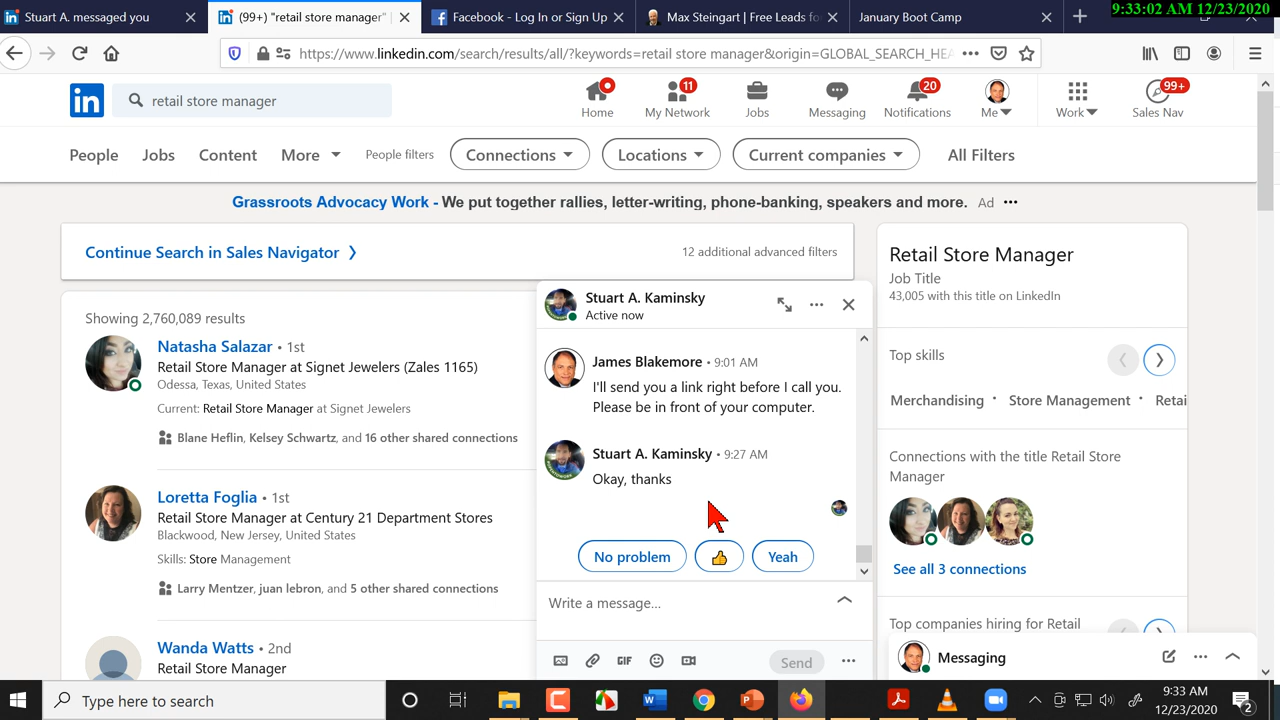 9:33:02 AM 12/23/2020
Stuart A. messaged you
(99+) "retail store manager"
Facebook - Log In or Sign Up
Max Steingart | Free Leads for
January Boot Camp
https://www.linkedin.com/search/results/all/?keywords=retail store manager&origin=GLOBAL_SEARCH_HEA
in
retail store manager
Home
11
My Network
Jobs
Messaging
20
Notifications
Me
Work
99+
Sales Nav
People
Jobs
Content
More
People filters
Connections
Locations
Current companies
All Filters
Grassroots Advocacy Work - We put together rallies, letter-writing, phone-banking, speakers and more. Ad
Continue Search in Sales Navigator
12 additional advanced filters
Showing 2,760,089 results
Natasha Salazar • 1st
Retail Store Manager at Signet Jewelers (Zales 1165)
Odessa, Texas, United States
Current: Retail Store Manager at Signet Jewelers
Blane Heflin, Kelsey Schwartz, and 16 other shared connections
Loretta Foglia • 1st
Retail Store Manager at Century 21 Department Stores
Blackwood, New Jersey, United States
Skills: Store Management
Larry Mentzer, juan lebron, and 5 other shared connections
Wanda Watts • 2nd
Retail Store Manager
Stuart A. Kaminsky
Active now
James Blakemore • 9:01 AM
I'll send you a link right before I call you.
Please be in front of your computer.
Stuart A. Kaminsky • 9:27 AM
Okay, thanks
No problem
Yeah
Write a message...
GIF
Send
Retail Store Manager
Job Title
43,005 with this title on LinkedIn
Top skills
Merchandising • Store Management • Retai
Connections with the title Retail Store
Manager
See all 3 connections
Top companies hiring for Retail
Messaging
Type here to search
9:33 AM
12/23/2020
2